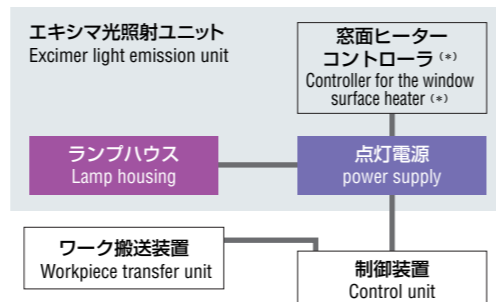 エキシマ光照射ユニット
Excimer light emission unit
窓面ヒーター
コントローラ (*)
Controller for the window
surface heater (*)
ランプハウス
Lamp housing
点灯電源
power supply
ワーク搬送装置
Workpiece transfer unit
制御装置
Control unit